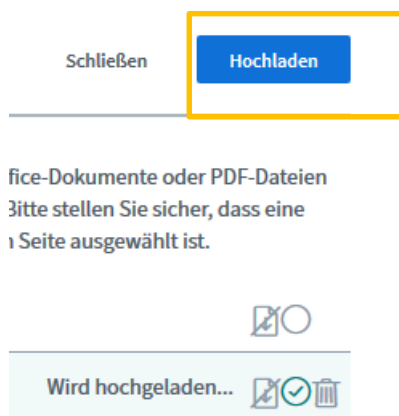 Schließen Hochladen
fice-Dokumente oder PDF-Dateien
Bitte stellen Sie sicher, dass eine
n Seite ausgewählt ist.
Wird hochgeladen...